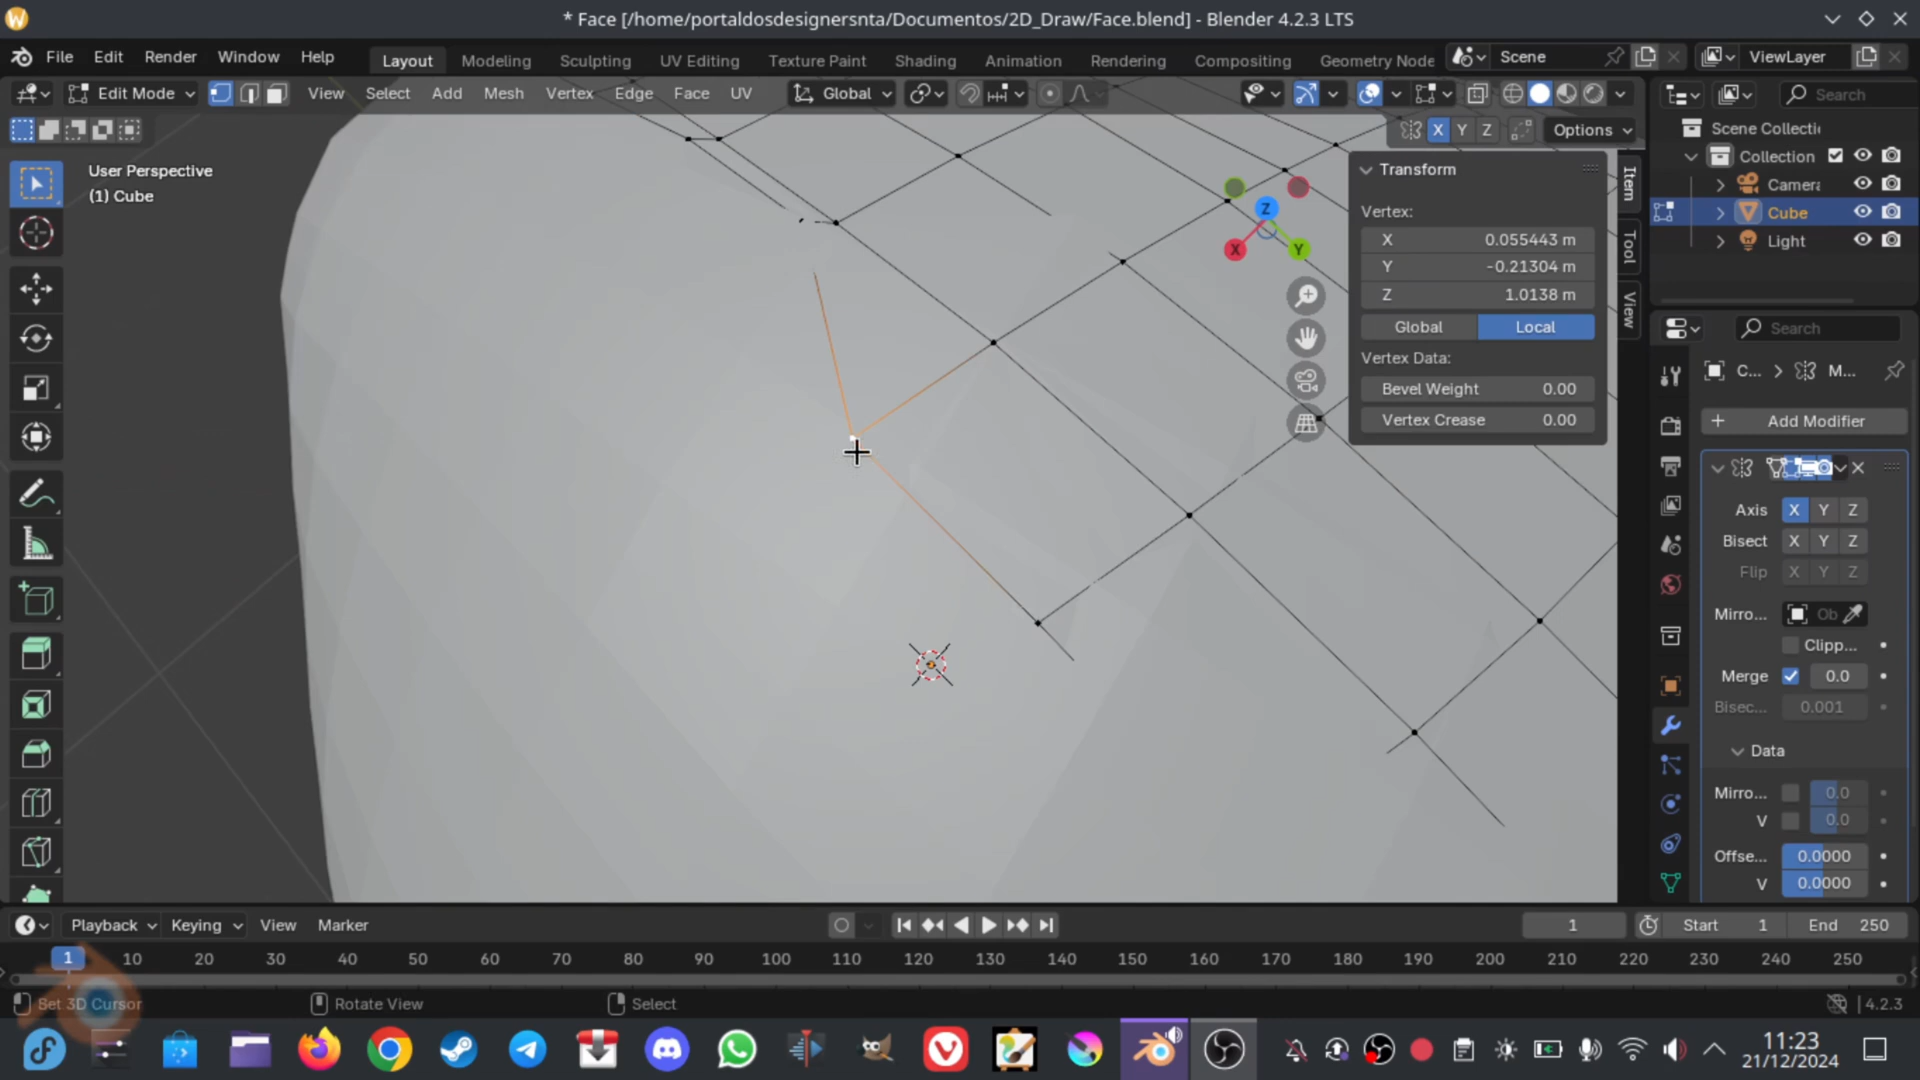 * Face [/home/portaldosdesignersnta/Documentos/2D_Draw/Face.blend] - Blender 4.2.3 LTS
File Edit Render Window Help Layout Modeling Sculpting UV Editing Texture Paint Shading Animation Rendering Compositing Geometry Node Scene ViewLayer
Edit Mode View Select Add Mesh Vertex Edge Face UV Global Search
X Y Z Options
User Perspective
(1) Cube
Scene Collecti
Collection
Camera
Cube
Light
Transform
Vertex:
X 0.055443 m
Y -0.21304 m
Z 1.0138 m
Global Local
Vertex Data:
Bevel Weight 0.00
Vertex Crease 0.00
Item
Tool
View
Z
X
Y
Search
C... > M...
+ Add Modifier
Axis X Y Z
Bisect X Y Z
Flip X Y Z
Mirro... Ob
Clipp...
Merge 0.0
Bisec... 0.001
Data
Mirro... 0.0
V 0.0
Offse... 0.0000
V 0.0000
Playback Keying View Marker 1 Start 1 End 250
1 10 20 30 40 50 60 70 80 90 100 110 120 130 140 150 160 170 180 190 200 210 220 230 240 250
Set 3D Cursor Rotate View Select 4.2.3
11:23
21/12/2024